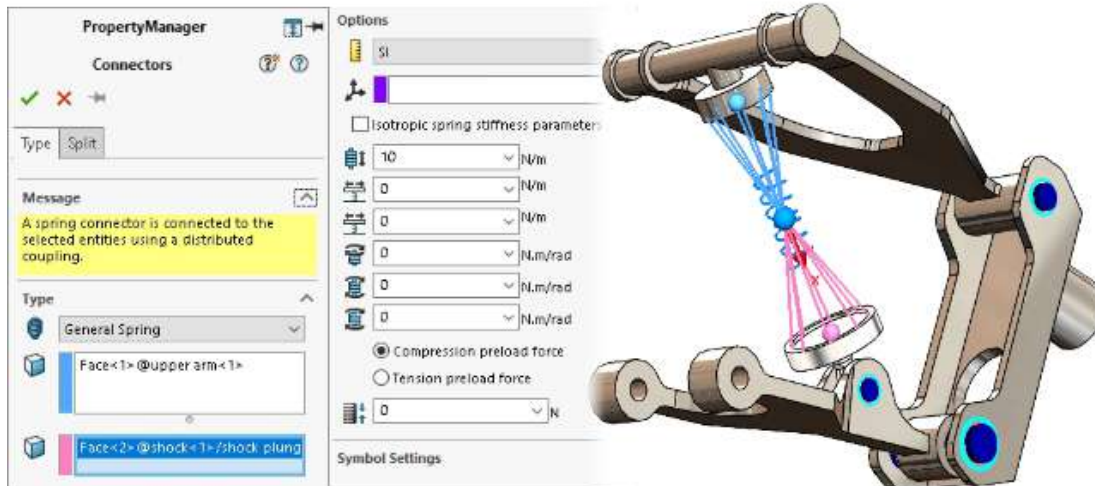 PropertyManager
Connectors
Type
Split
Message
A spring connector is connected to the
selected entities using a distributed
coupling.
Type
General Spring
Face<1>@upper arm<1>
Face<2>@shock<1>/shock plung
Options
SI
Isotropic spring stiffness parameters
10 N/m
0 N/m
0 N/m
0 N.m/rad
0 N.m/rad
0 N.m/rad
Compression preload force
Tension preload force
0 N
Symbol Settings